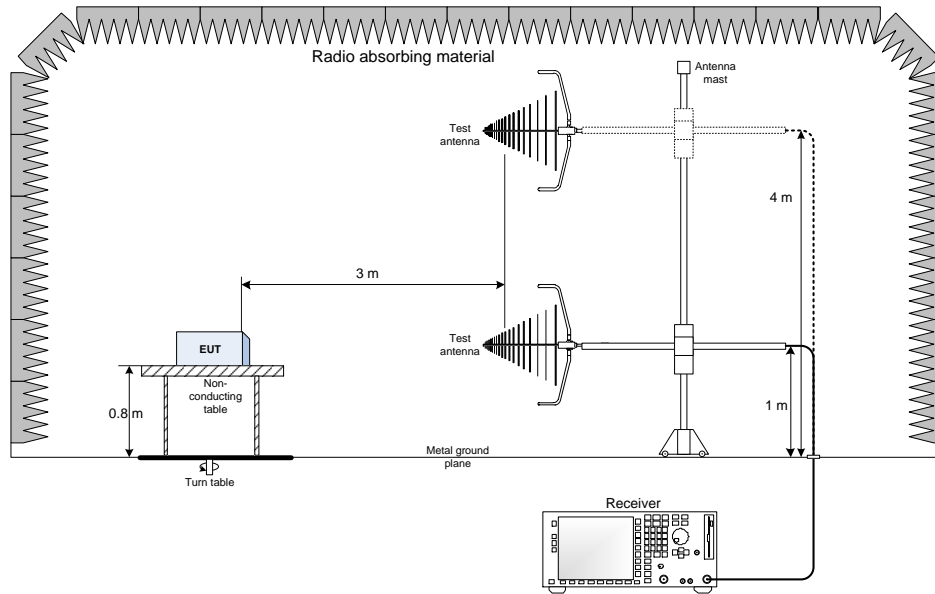 Radio absorbing material
Antenna
mast
Test
antenna
4 m
3 m
Test
antenna
EUT
Non-
conducting
table
0.8 m
1 m
Metal ground
plane
Turn table
Receiver